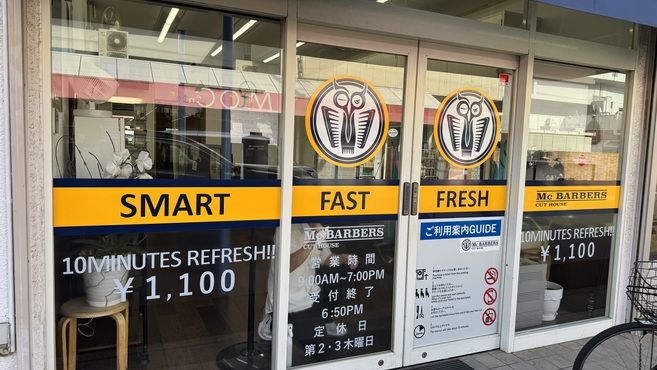 SMART
10MINUTES REFRESH!!
¥1,100
FAST
Mc BARBERS
CUT HOUSE
営業時間
9:00AM~7:00PM
受付終了
6:50PM
定休日
第2・3木曜日
FRESH
ご利用案内GUIDE
Mc BARBERS
Mc BARBERS
CUT HOUSE
10MINUTES REFRESH!!
¥1,100